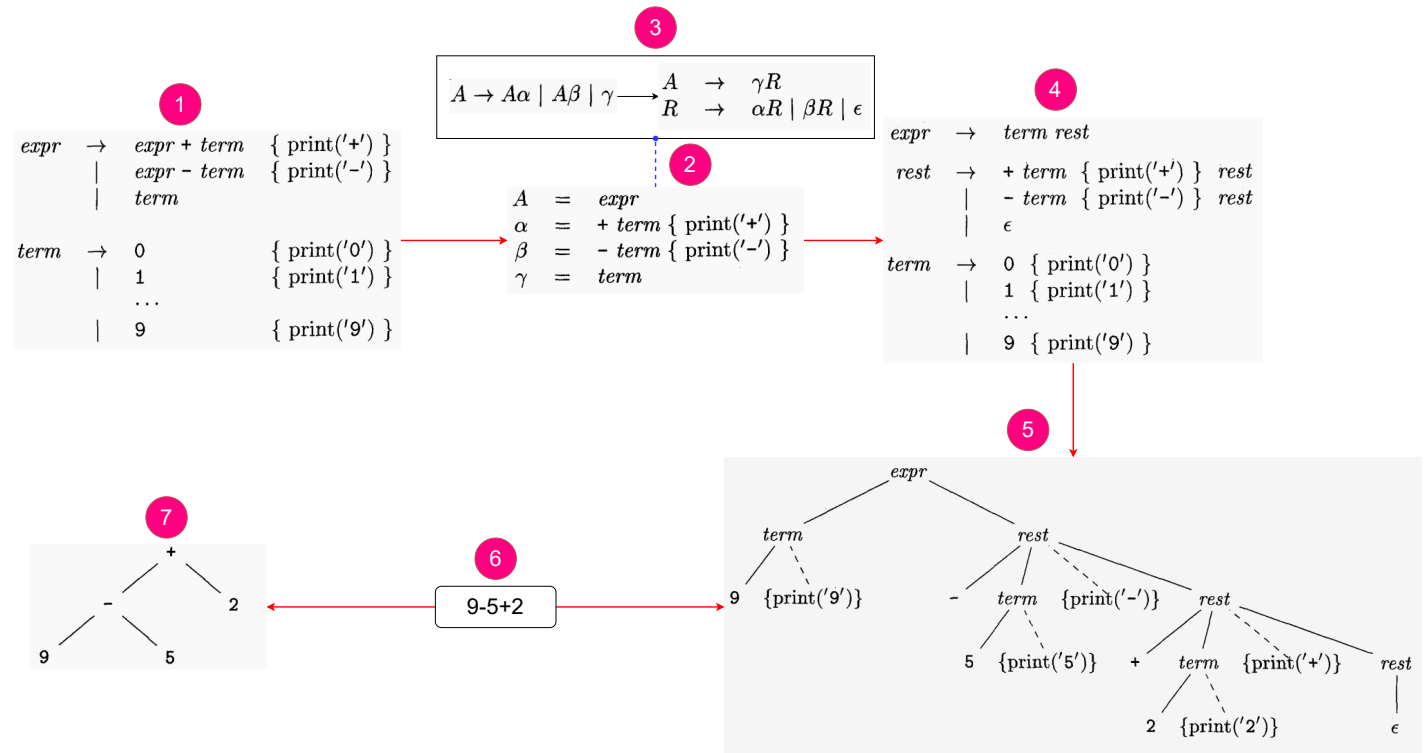 3
A → Aα | Aβ | γ
A → γR
R → αR | βR | ϵ
1
expr → expr + term { print('+') }
| expr - term { print('-') }
| term
term → 0 { print('0') }
| 1 { print('1') }
...
| 9 { print('9') }
2
A = expr
α = + term { print('+') }
β = - term { print('-') }
γ = term
4
expr → term rest
rest → + term { print('+') } rest
| - term { print('-') } rest
| ϵ
term → 0 { print('0') }
| 1 { print('1') }
...
| 9 { print('9') }
5
expr
term rest
9 {print('9')} - term {print('-')} rest
5 {print('5')} + term {print('+')} rest
2 {print('2')} ϵ
6
9-5+2
7
+
- 2
9 5